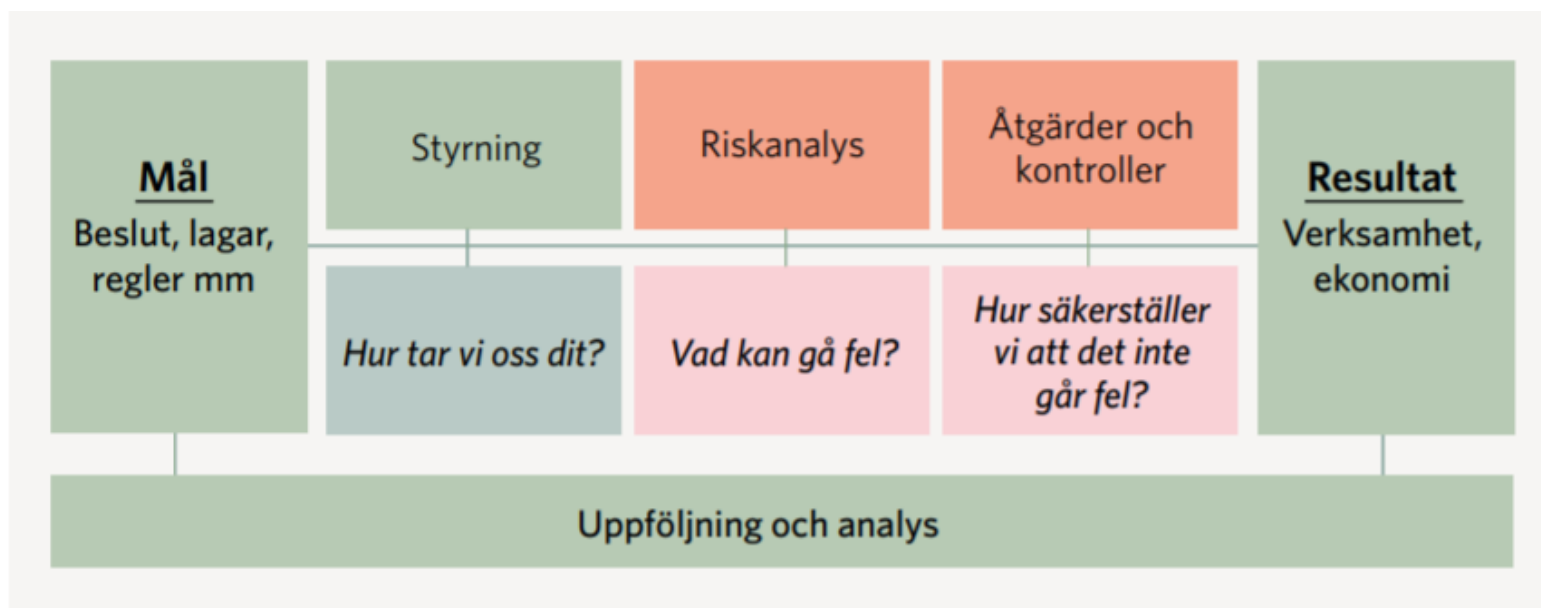 Mål
Beslut, lagar,
regler mm
Styrning
Hur tar vi oss dit?
Riskanalys
Vad kan gå fel?
Åtgärder och
kontroller
Hur säkerställer
vi att det inte
går fel?
Resultat
Verksamhet,
ekonomi
Uppföljning och analys